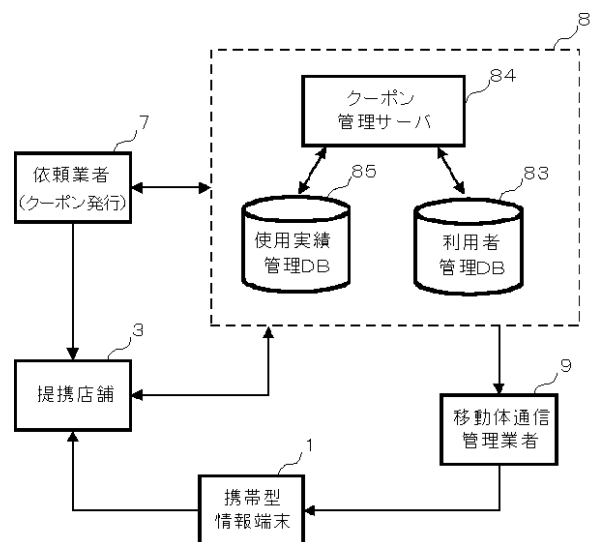 8
84
クーポン
管理サーバ
7
依頼業者
(クーポン発行)
85
使用実績
管理DB
83
利用者
管理DB
3
提携店舗
9
移動体通信
管理業者
1
携帯型
情報端末